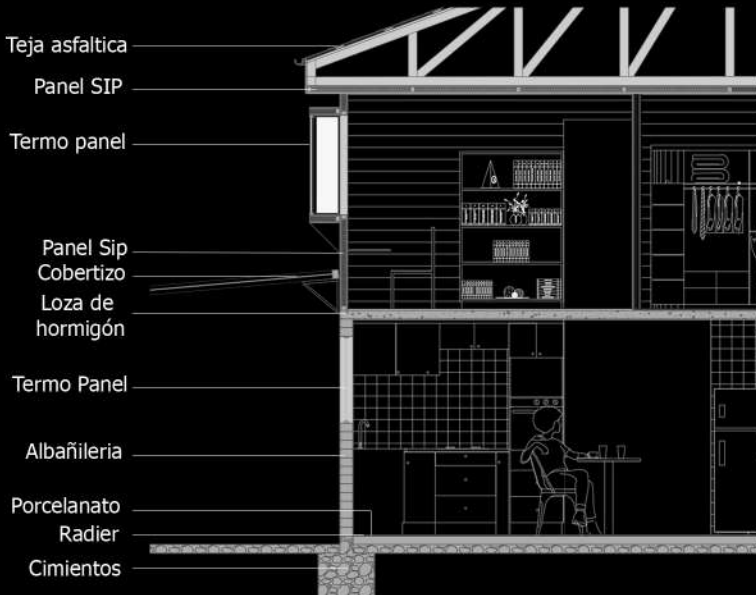 Teja asfaltica
Panel SIP
Termo panel
Panel Sip
Cobertizo
Loza de
hormigón
Termo Panel
Albañileria
Porcelanato
Radier
Cimientos